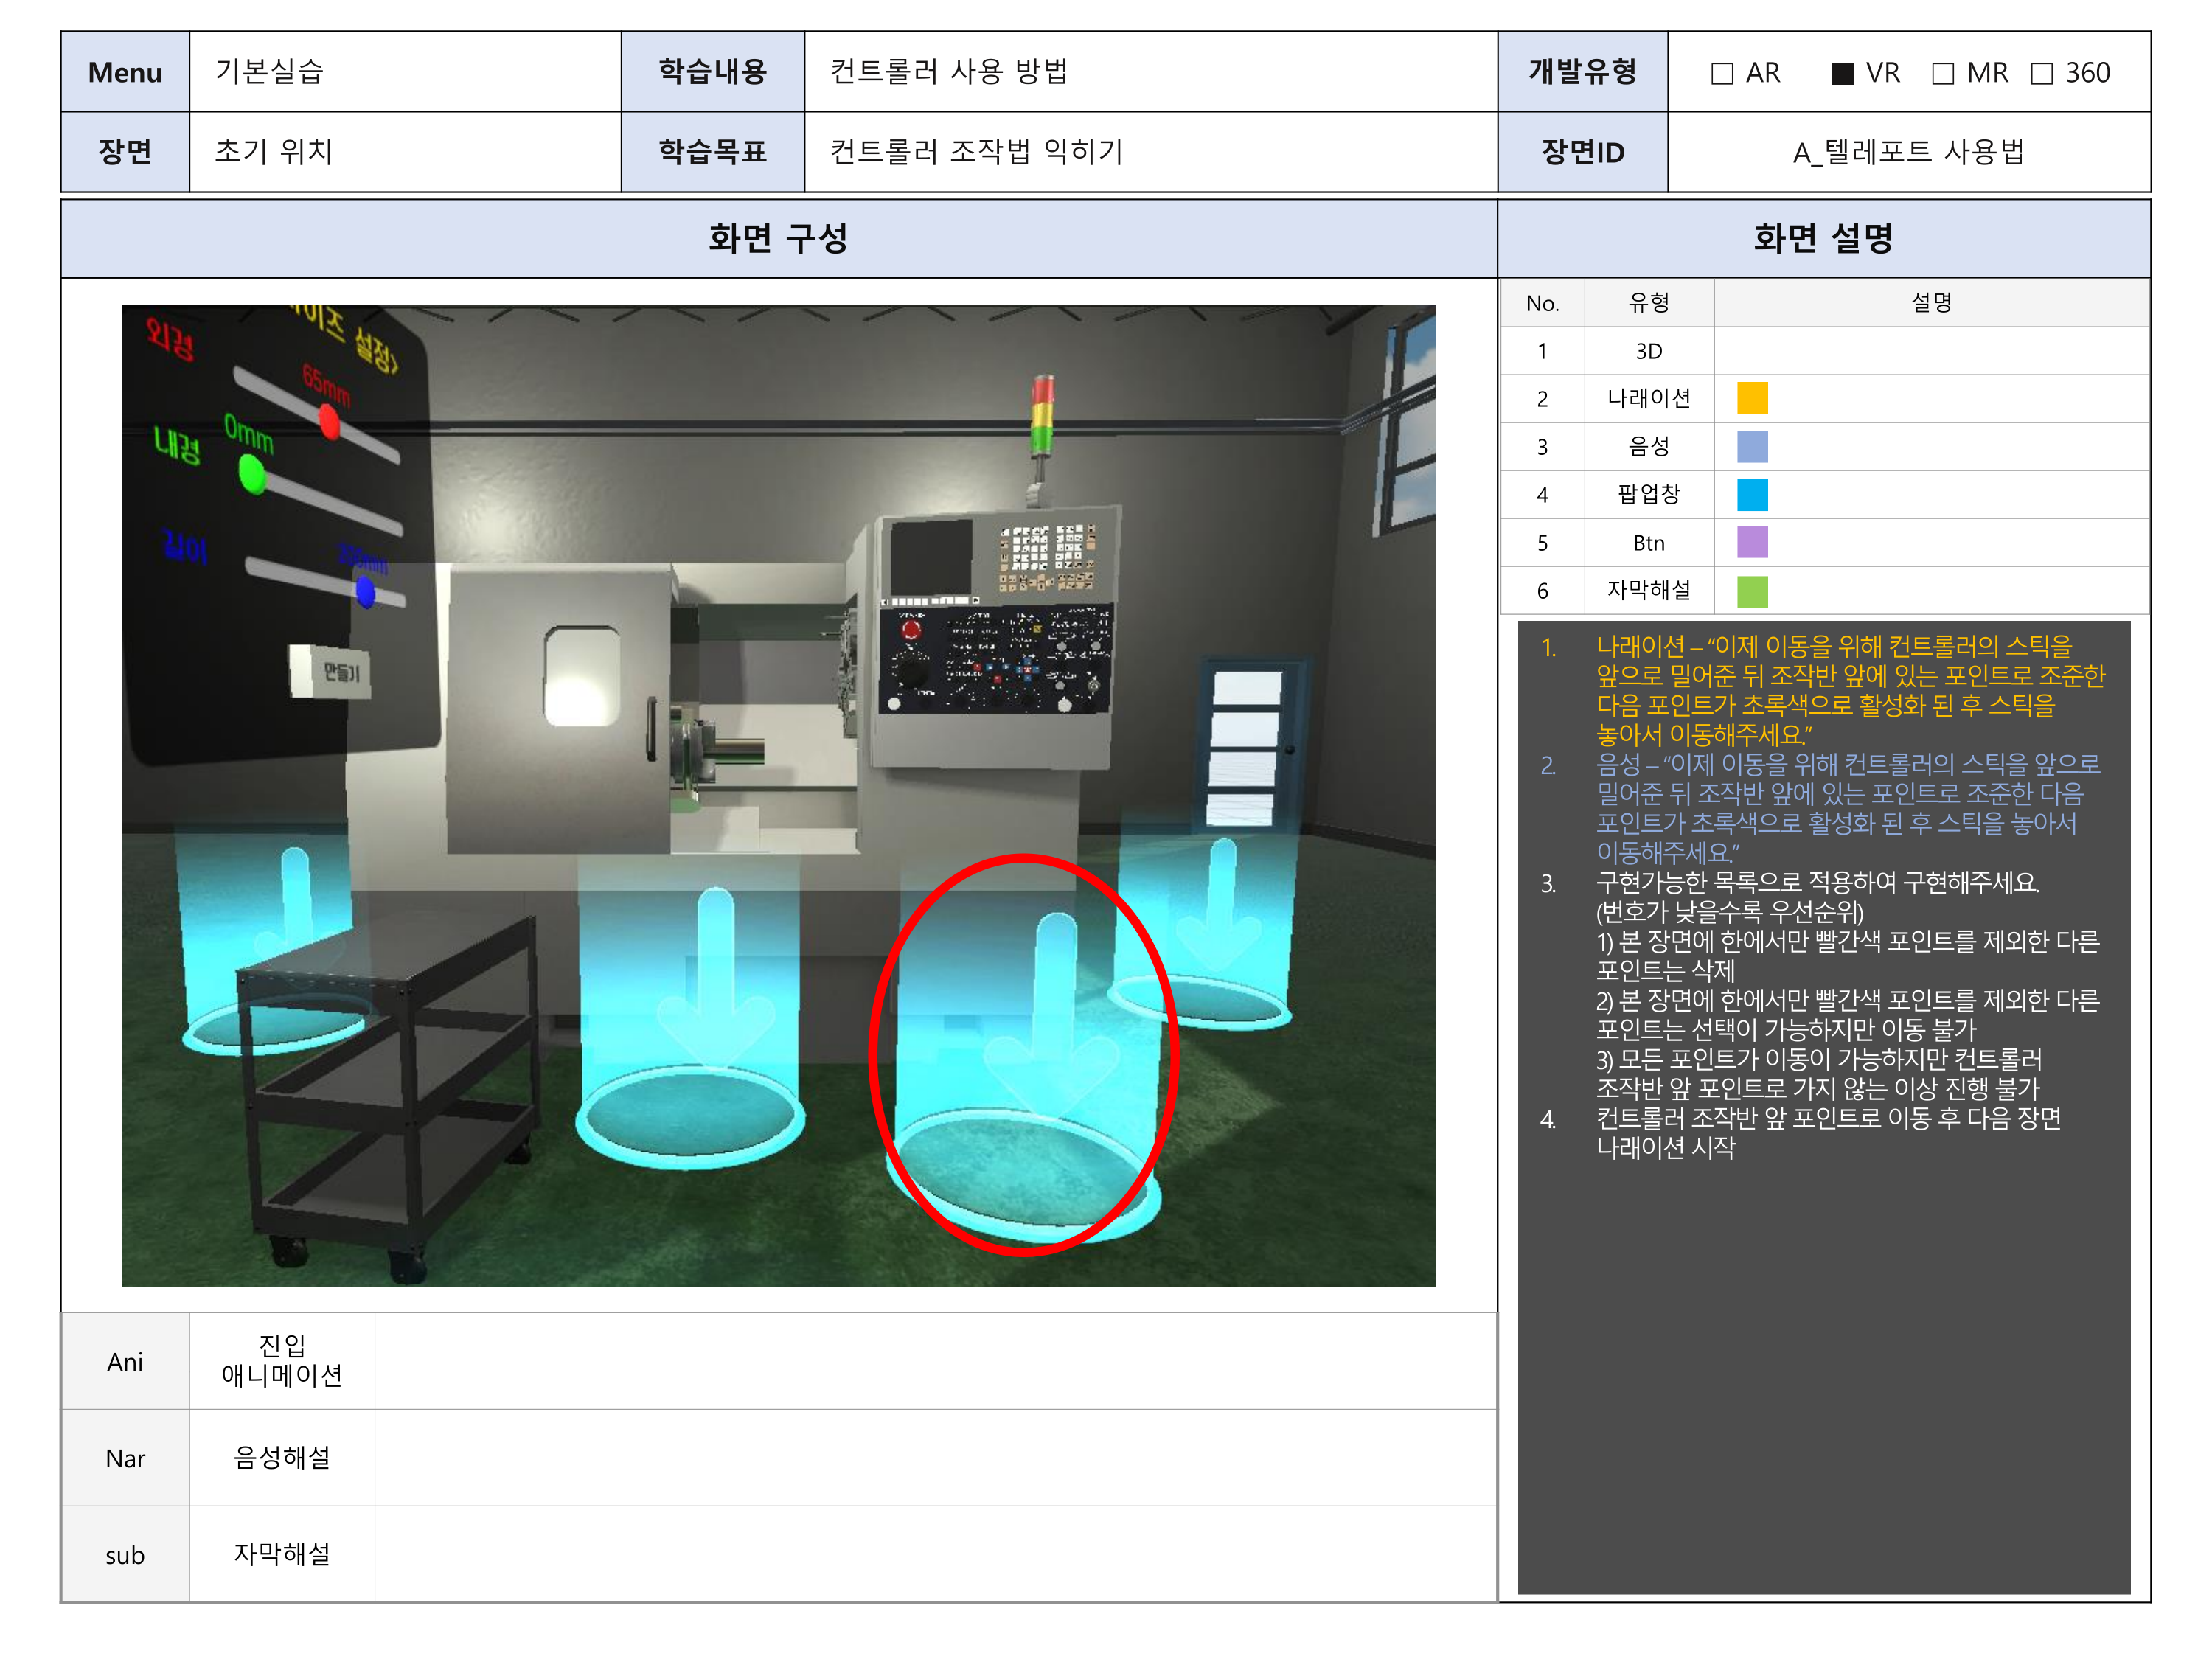 Menu 기본실습 학습내용 컨트롤러 사용 방법 개발유형 □ AR ■ VR □ MR □ 360
장면 초기 위치 학습목표 컨트롤러 조작법 익히기 장면ID A_텔레포트 사용법
화면 구성 화면 설명
외경
65mm
설정>
내경
0mm
길이
만들기
No. 유형 설명
1 3D
2 나래이션
3 음성
4 팝업창
5 Btn
6 자막해설
1. 나래이션 – “이제 이동을 위해 컨트롤러의 스틱을
앞으로 밀어준 뒤 조작반 앞에 있는 포인트로 조준한
다음 포인트가 초록색으로 활성화 된 후 스틱을
놓아서 이동해주세요.”
2. 음성 – “이제 이동을 위해 컨트롤러의 스틱을 앞으로
밀어준 뒤 조작반 앞에 있는 포인트로 조준한 다음
포인트가 초록색으로 활성화 된 후 스틱을 놓아서
이동해주세요.”
3. 구현가능한 목록으로 적용하여 구현해주세요.
(번호가 낮을수록 우선순위)
1) 본 장면에 한에서만 빨간색 포인트를 제외한 다른
포인트는 삭제
2) 본 장면에 한에서만 빨간색 포인트를 제외한 다른
포인트는 선택이 가능하지만 이동 불가
3) 모든 포인트가 이동이 가능하지만 컨트롤러
조작반 앞 포인트로 가지 않는 이상 진행 불가
4. 컨트롤러 조작반 앞 포인트로 이동 후 다음 장면
나래이션 시작
Ani 진입
애니메이션
Nar 음성해설
sub 자막해설